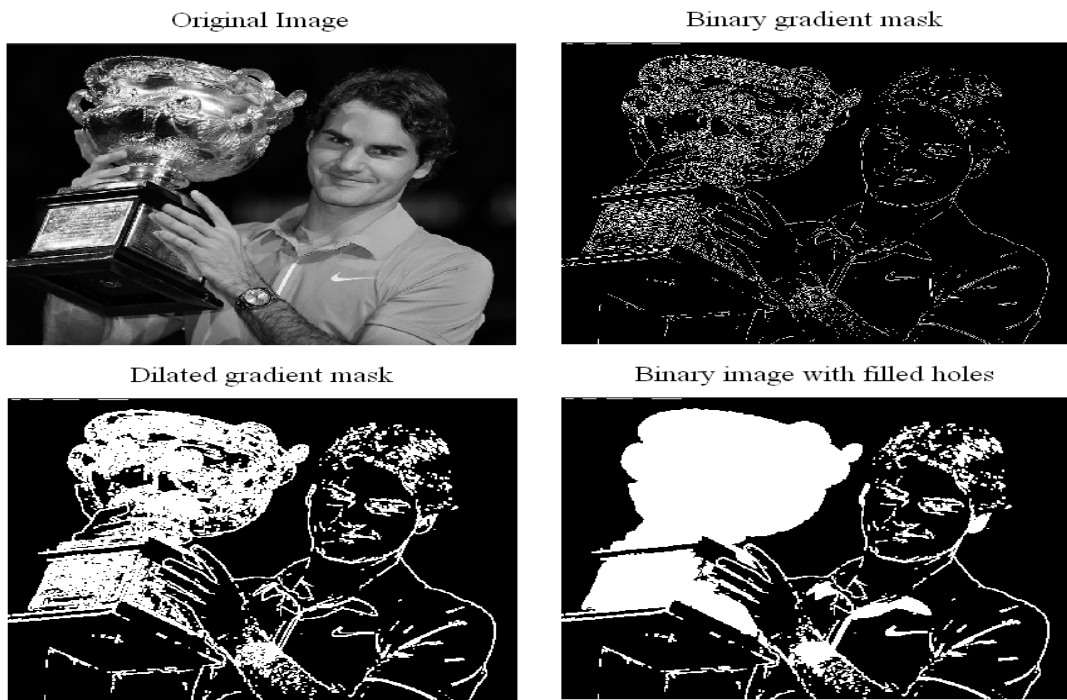 Original Image
Binary gradient mask
Dilated gradient mask
Binary image with filled holes